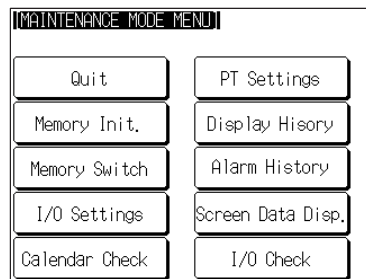 [MAINTENANCE MODE MENU]
Quit
PT Settings
Memory Init.
Display Hisory
Memory Switch
Alarm History
I/O Settings
Screen Data Disp.
Calendar Check
I/O Check